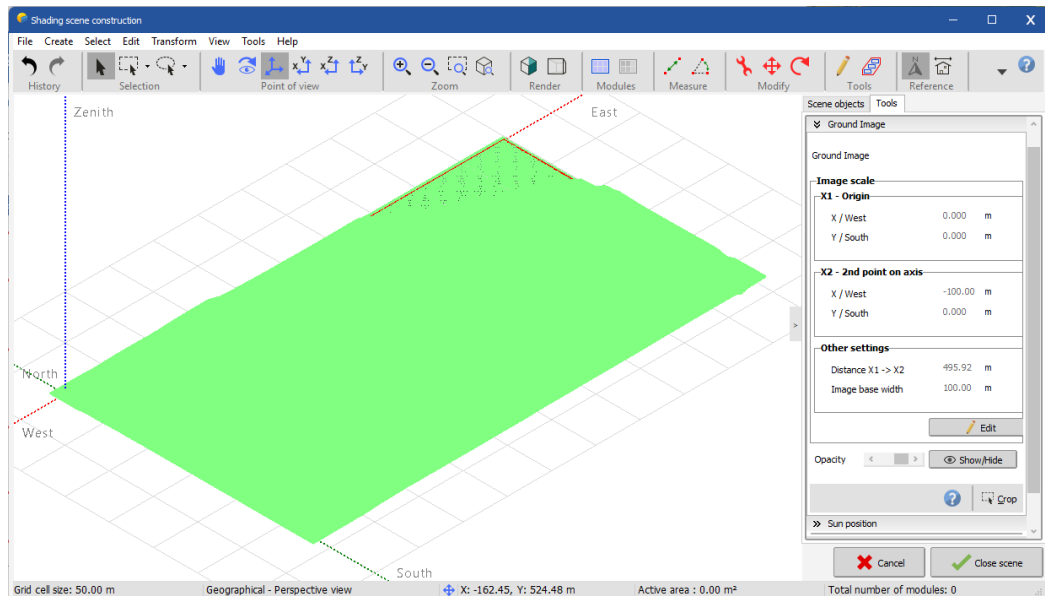 Shading scene construction
File Create Select Edit Transform View Tools Help
History Selection Point of view Zoom Render Modules Measure Modify Tools Reference
Scene objects Tools
Ground Image
Ground Image
Image scale
X1 - Origin
X / West 0.000 m
Y / South 0.000 m
X2 - 2nd point on axis
X / West -100.00 m
Y / South 0.000 m
Other settings
Distance X1 -> X2 495.92 m
Image base width 100.00 m
Edit
Opacity Show/Hide
Crop
Sun position
Cancel Close scene
Zenith
East
North
West
South
Grid cell size: 50.00 m Geographical - Perspective view X: -162.45, Y: 524.48 m Active area : 0.00 m² Total number of modules: 0